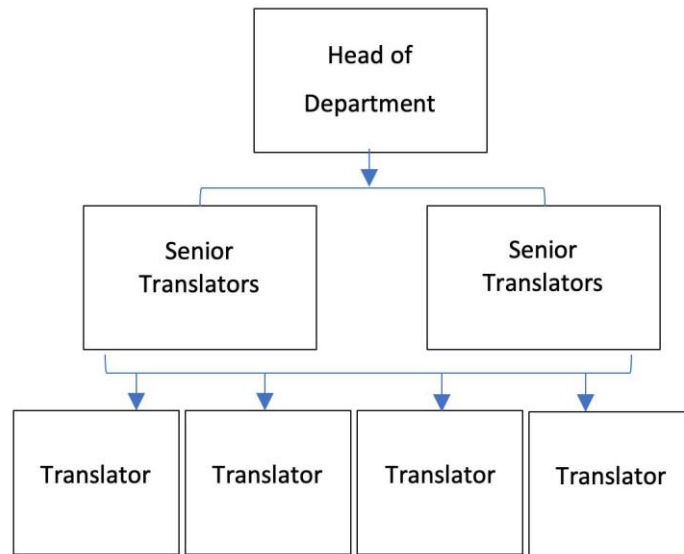 Head of
Department
Senior
Translators
Senior
Translators
Translator
Translator
Translator
Translator